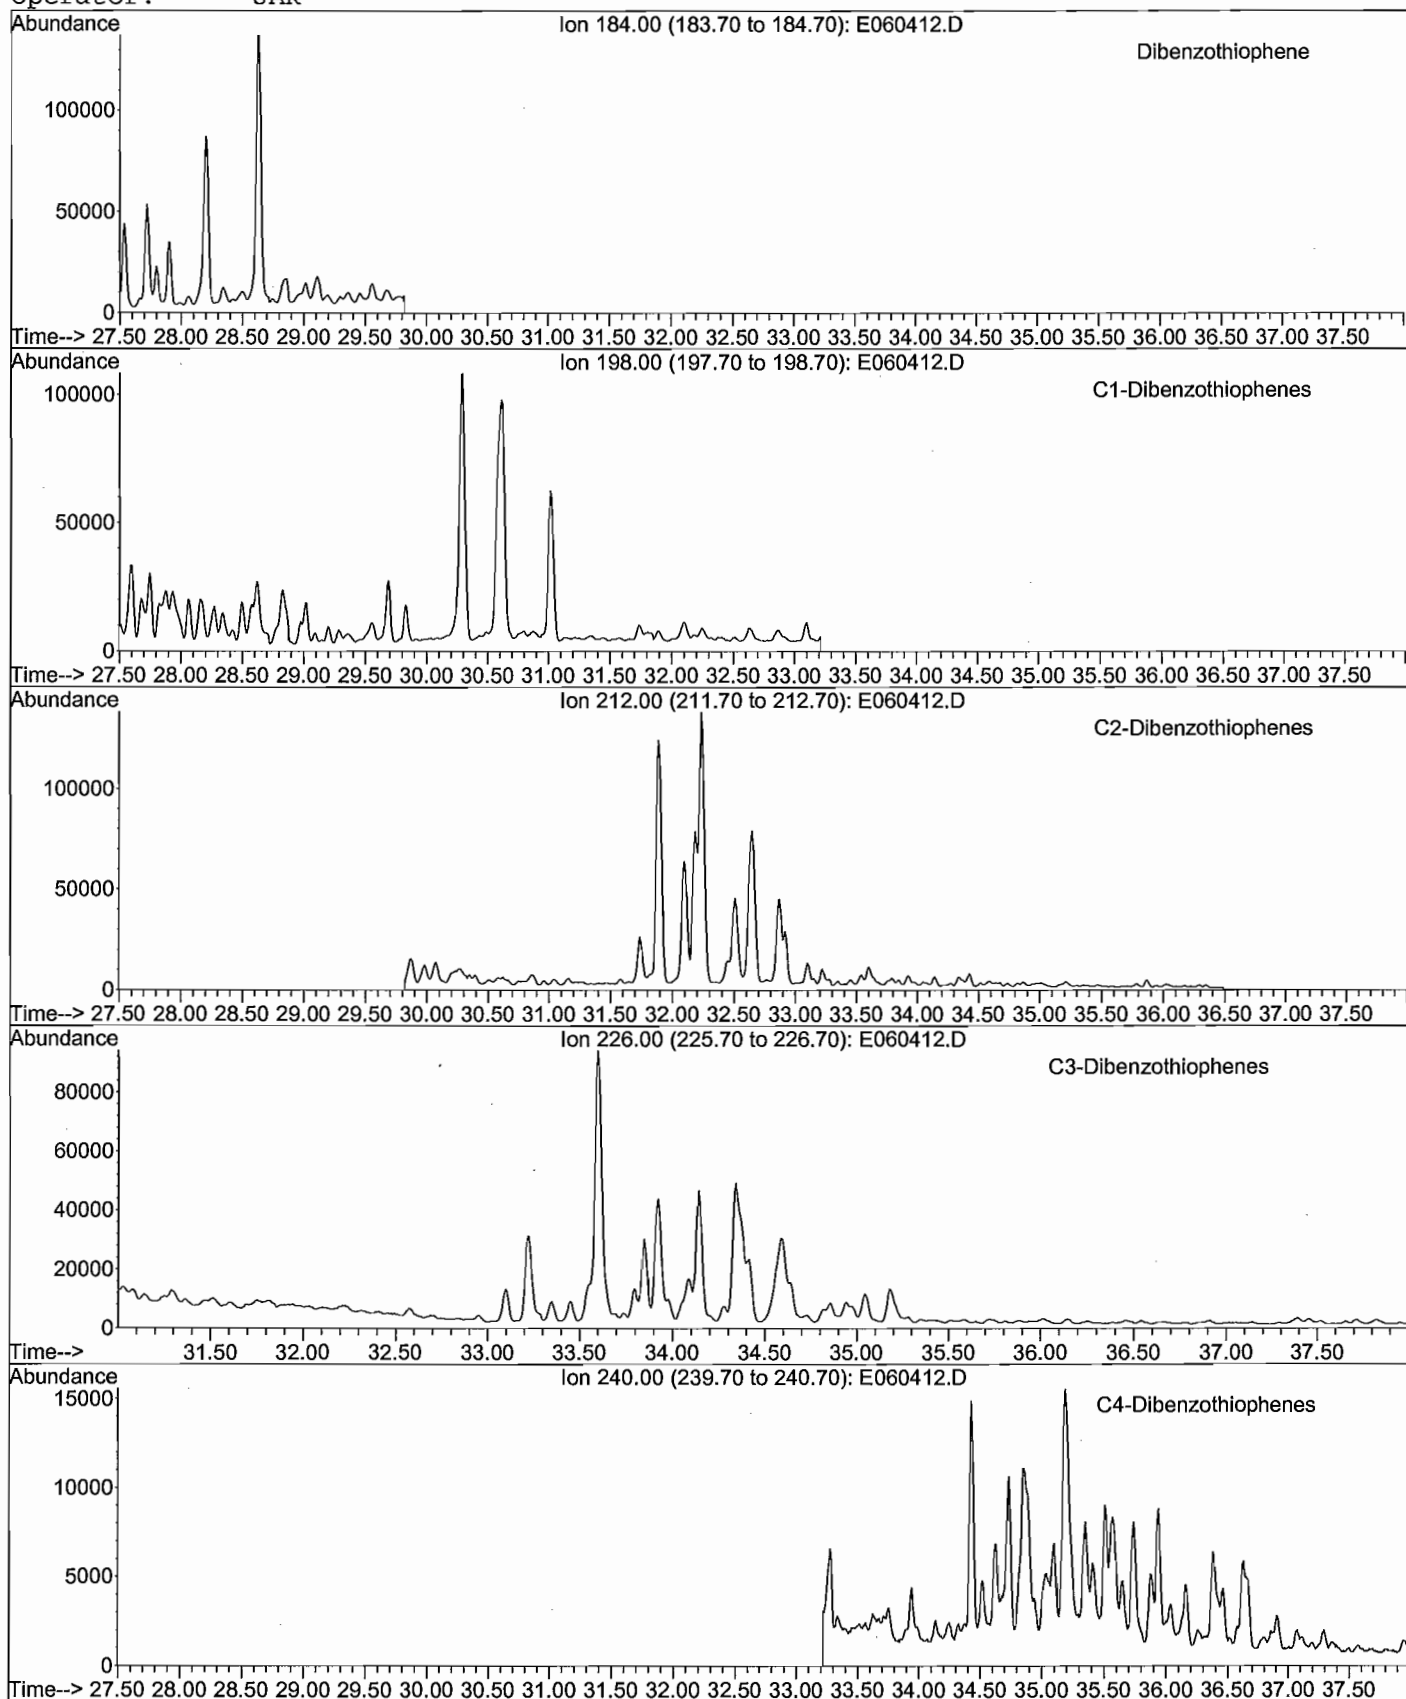 Operator: SAR
Abundance Ion 184.00 (183.70 to 184.70): E060412.D
Dibenzothiophene
100000
50000
0
Time--> 27.50 28.00 28.50 29.00 29.50 30.00 30.50 31.00 31.50 32.00 32.50 33.00 33.50 34.00 34.50 35.00 35.50 36.00 36.50 37.00 37.50
Abundance Ion 198.00 (197.70 to 198.70): E060412.D
C1-Dibenzothiophenes
100000
50000
0
Time--> 27.50 28.00 28.50 29.00 29.50 30.00 30.50 31.00 31.50 32.00 32.50 33.00 33.50 34.00 34.50 35.00 35.50 36.00 36.50 37.00 37.50
Abundance Ion 212.00 (211.70 to 212.70): E060412.D
C2-Dibenzothiophenes
100000
50000
0
Time--> 27.50 28.00 28.50 29.00 29.50 30.00 30.50 31.00 31.50 32.00 32.50 33.00 33.50 34.00 34.50 35.00 35.50 36.00 36.50 37.00 37.50
Abundance Ion 226.00 (225.70 to 226.70): E060412.D
C3-Dibenzothiophenes
80000
60000
40000
20000
0
Time--> 31.50 32.00 32.50 33.00 33.50 34.00 34.50 35.00 35.50 36.00 36.50 37.00 37.50
Abundance Ion 240.00 (239.70 to 240.70): E060412.D
15000
C4-Dibenzothiophenes
10000
5000
0
Time--> 27.50 28.00 28.50 29.00 29.50 30.00 30.50 31.00 31.50 32.00 32.50 33.00 33.50 34.00 34.50 35.00 35.50 36.00 36.50 37.00 37.50